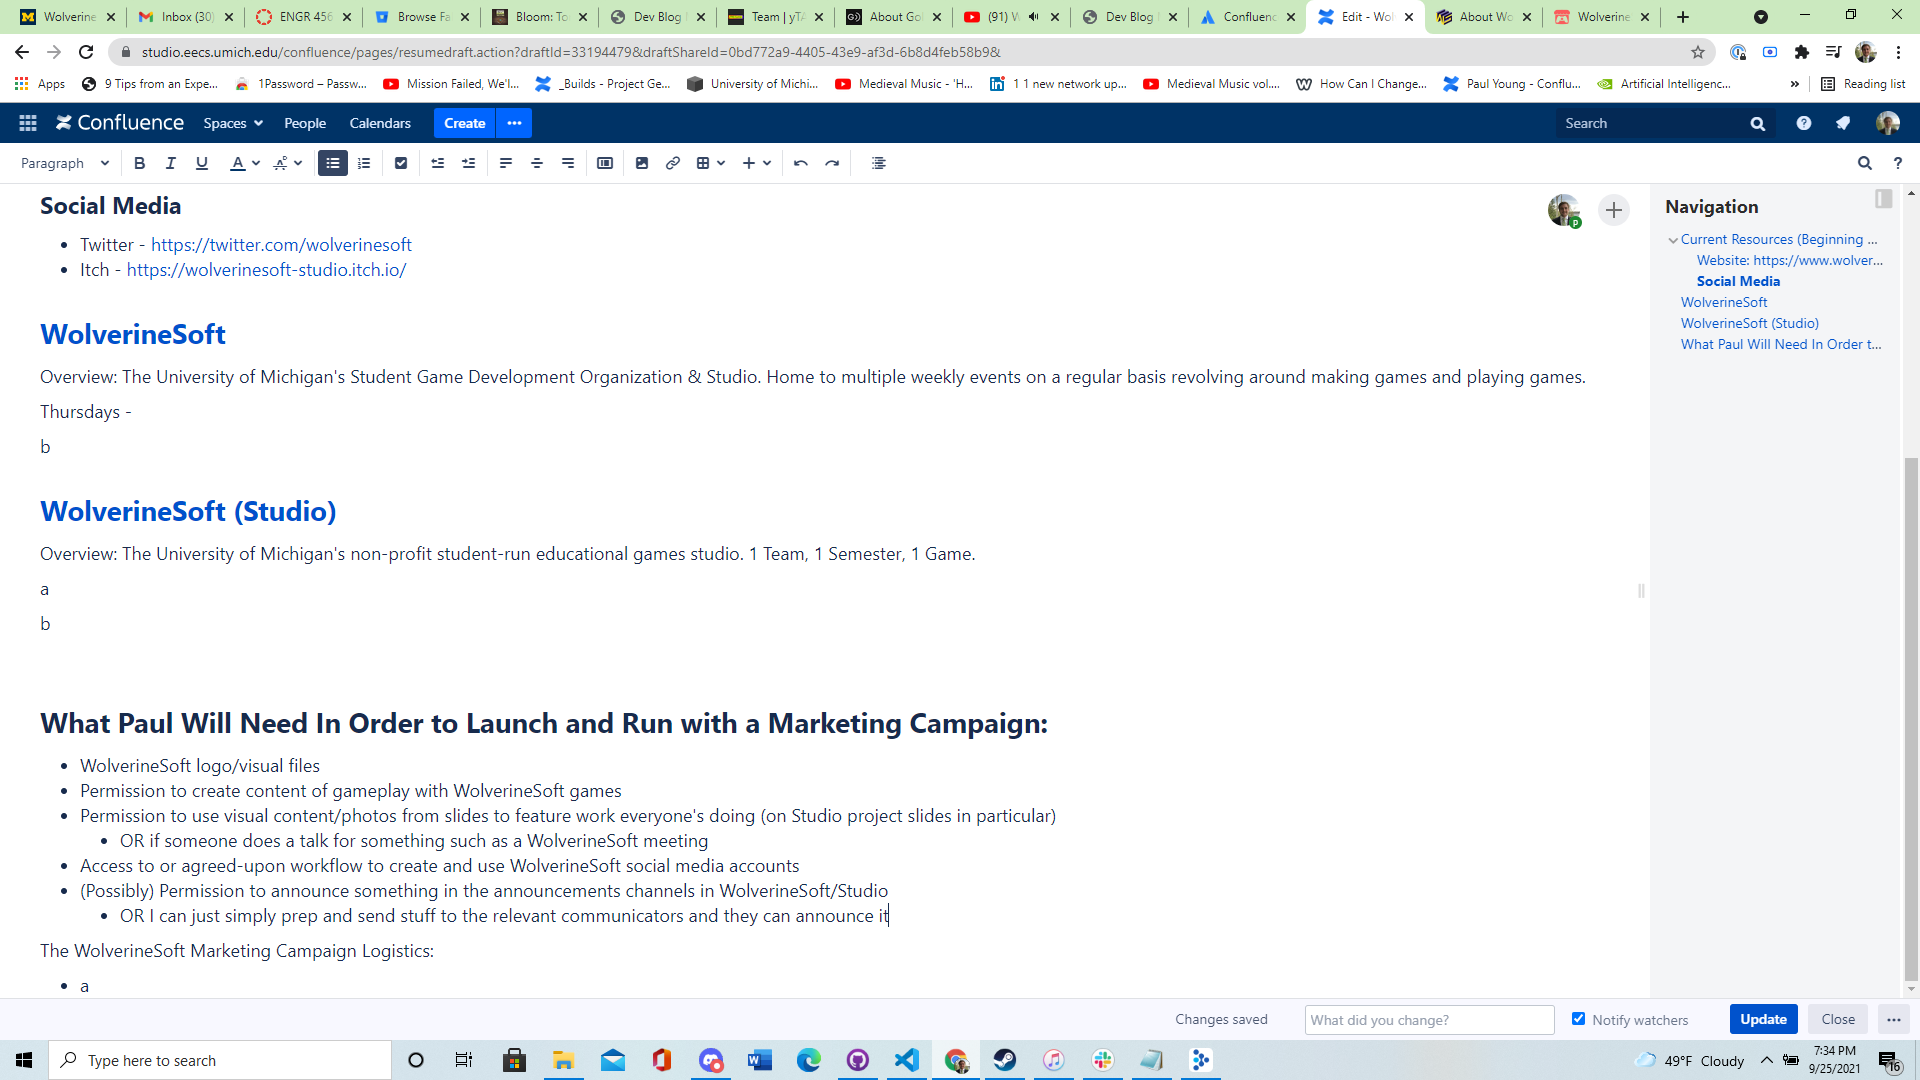 Wolverine
Inbox (30)
ENGR 456
Browse Fa
Bloom: To
Dev Blog
Team | yTA
About Go
(91) W
Dev Blog
Confluenc
Edit - Wol
About Wo
Wolverine
studio.eecs.umich.edu/confluence/pages/resumedraft.action?draftId=33194479&draftShareId=0bd772a9-4405-43e9-af3d-6b8d4feb58b9&
Apps
9 Tips from an Expe...
1Password – Passw...
Mission Failed, We'l...
_Builds - Project Ge...
University of Michi...
Medieval Music - 'H...
1 1 new network up...
Medieval Music vol....
How Can I Change...
Paul Young - Conflu...
Artificial Intelligenc...
»
Reading list
Confluence
Spaces
People
Calendars
Create
Search
Paragraph
B I U A
Social Media
• Twitter - https://twitter.com/wolverinesoft
• Itch - https://wolverinesoft-studio.itch.io/
WolverineSoft
Overview: The University of Michigan's Student Game Development Organization & Studio. Home to multiple weekly events on a regular basis revolving around making games and playing games.
Thursdays -
b
WolverineSoft (Studio)
Overview: The University of Michigan's non-profit student-run educational games studio. 1 Team, 1 Semester, 1 Game.
a
b
What Paul Will Need In Order to Launch and Run with a Marketing Campaign:
• WolverineSoft logo/visual files
• Permission to create content of gameplay with WolverineSoft games
• Permission to use visual content/photos from slides to feature work everyone's doing (on Studio project slides in particular)
• OR if someone does a talk for something such as a WolverineSoft meeting
• Access to or agreed-upon workflow to create and use WolverineSoft social media accounts
• (Possibly) Permission to announce something in the announcements channels in WolverineSoft/Studio
• OR I can just simply prep and send stuff to the relevant communicators and they can announce it
The WolverineSoft Marketing Campaign Logistics:
• a
Navigation
Current Resources (Beginning ...
Website: https://www.wolver...
Social Media
WolverineSoft
WolverineSoft (Studio)
What Paul Will Need In Order t...
Changes saved
What did you change?
Notify watchers
Update
Close
Type here to search
49°F Cloudy
7:34 PM
9/25/2021
16